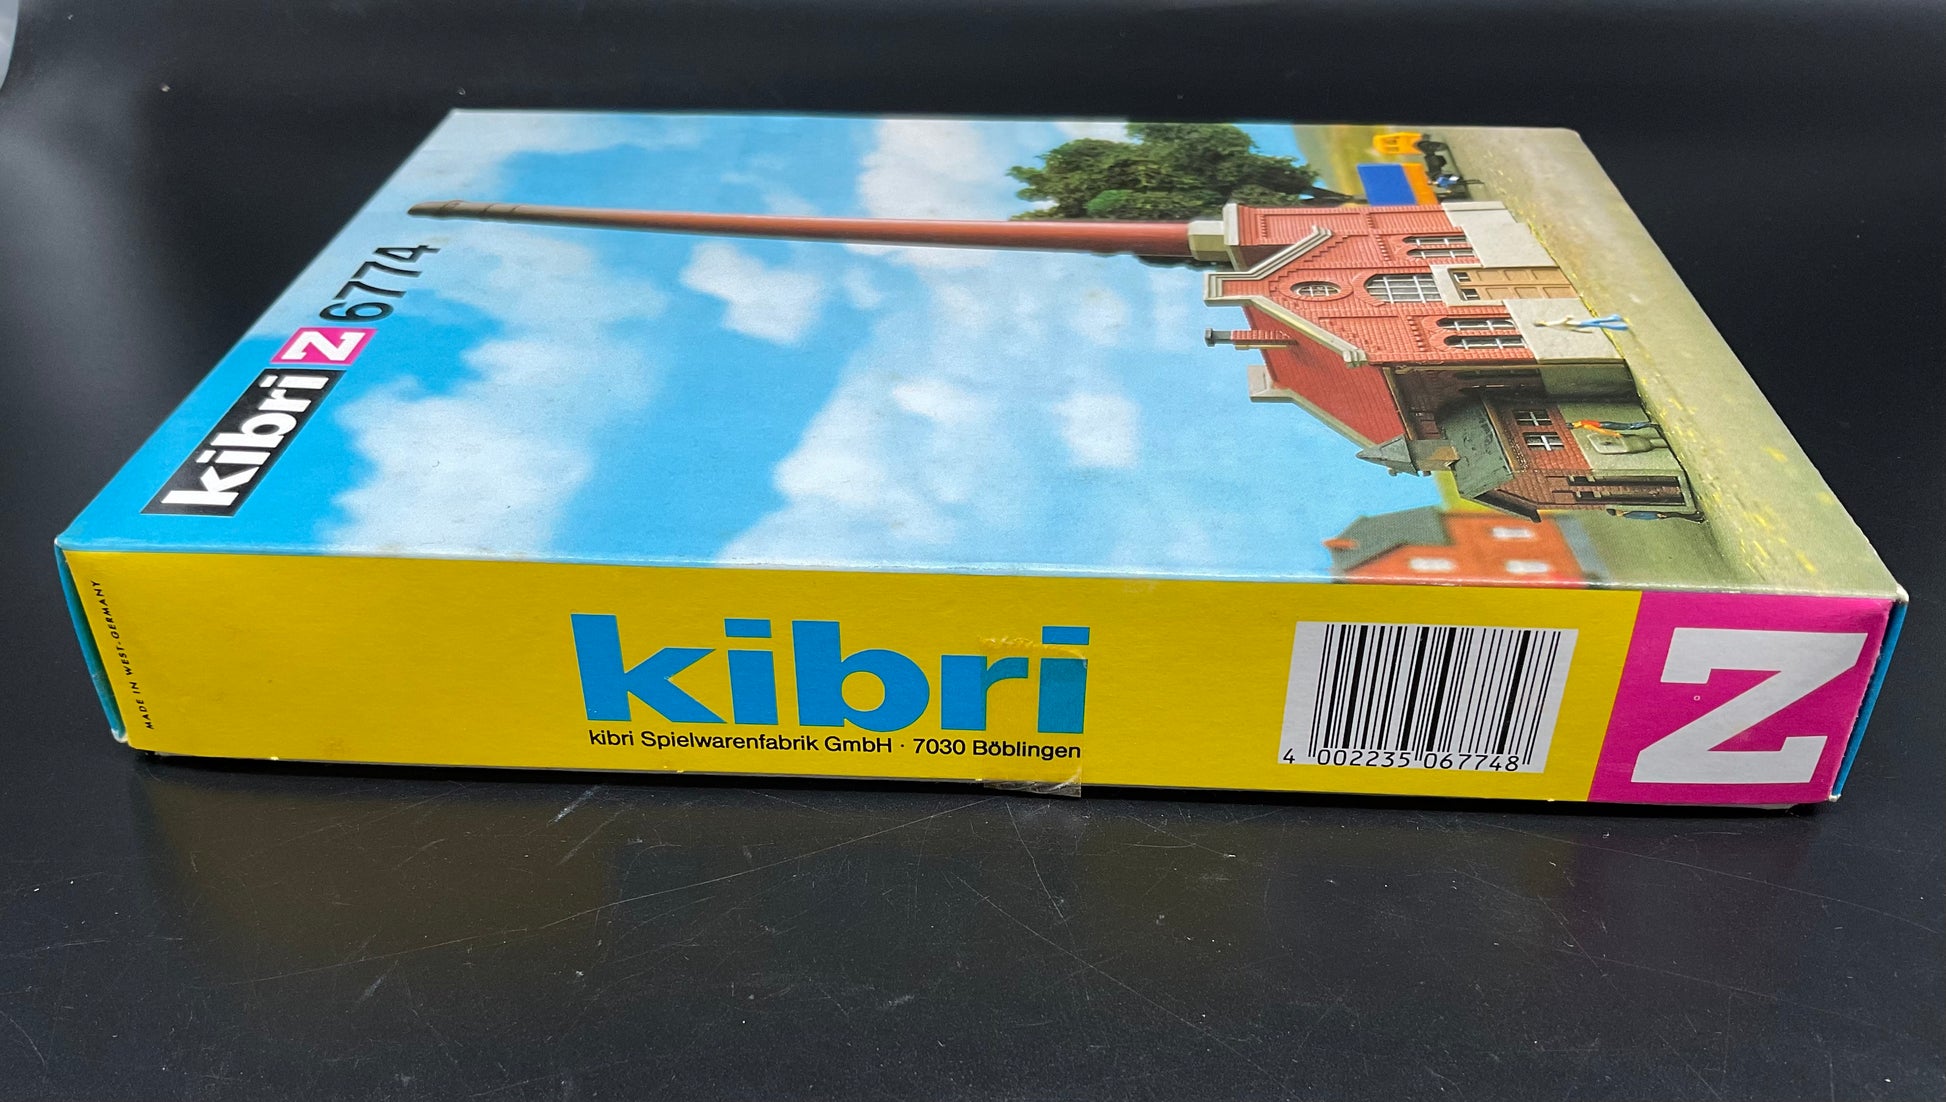 kibri Z 6774
MADE IN WEST-GERMANY
kibri
kibri Spielwarenfabrik GmbH · 7030 Böblingen
4 002235 067748
Z